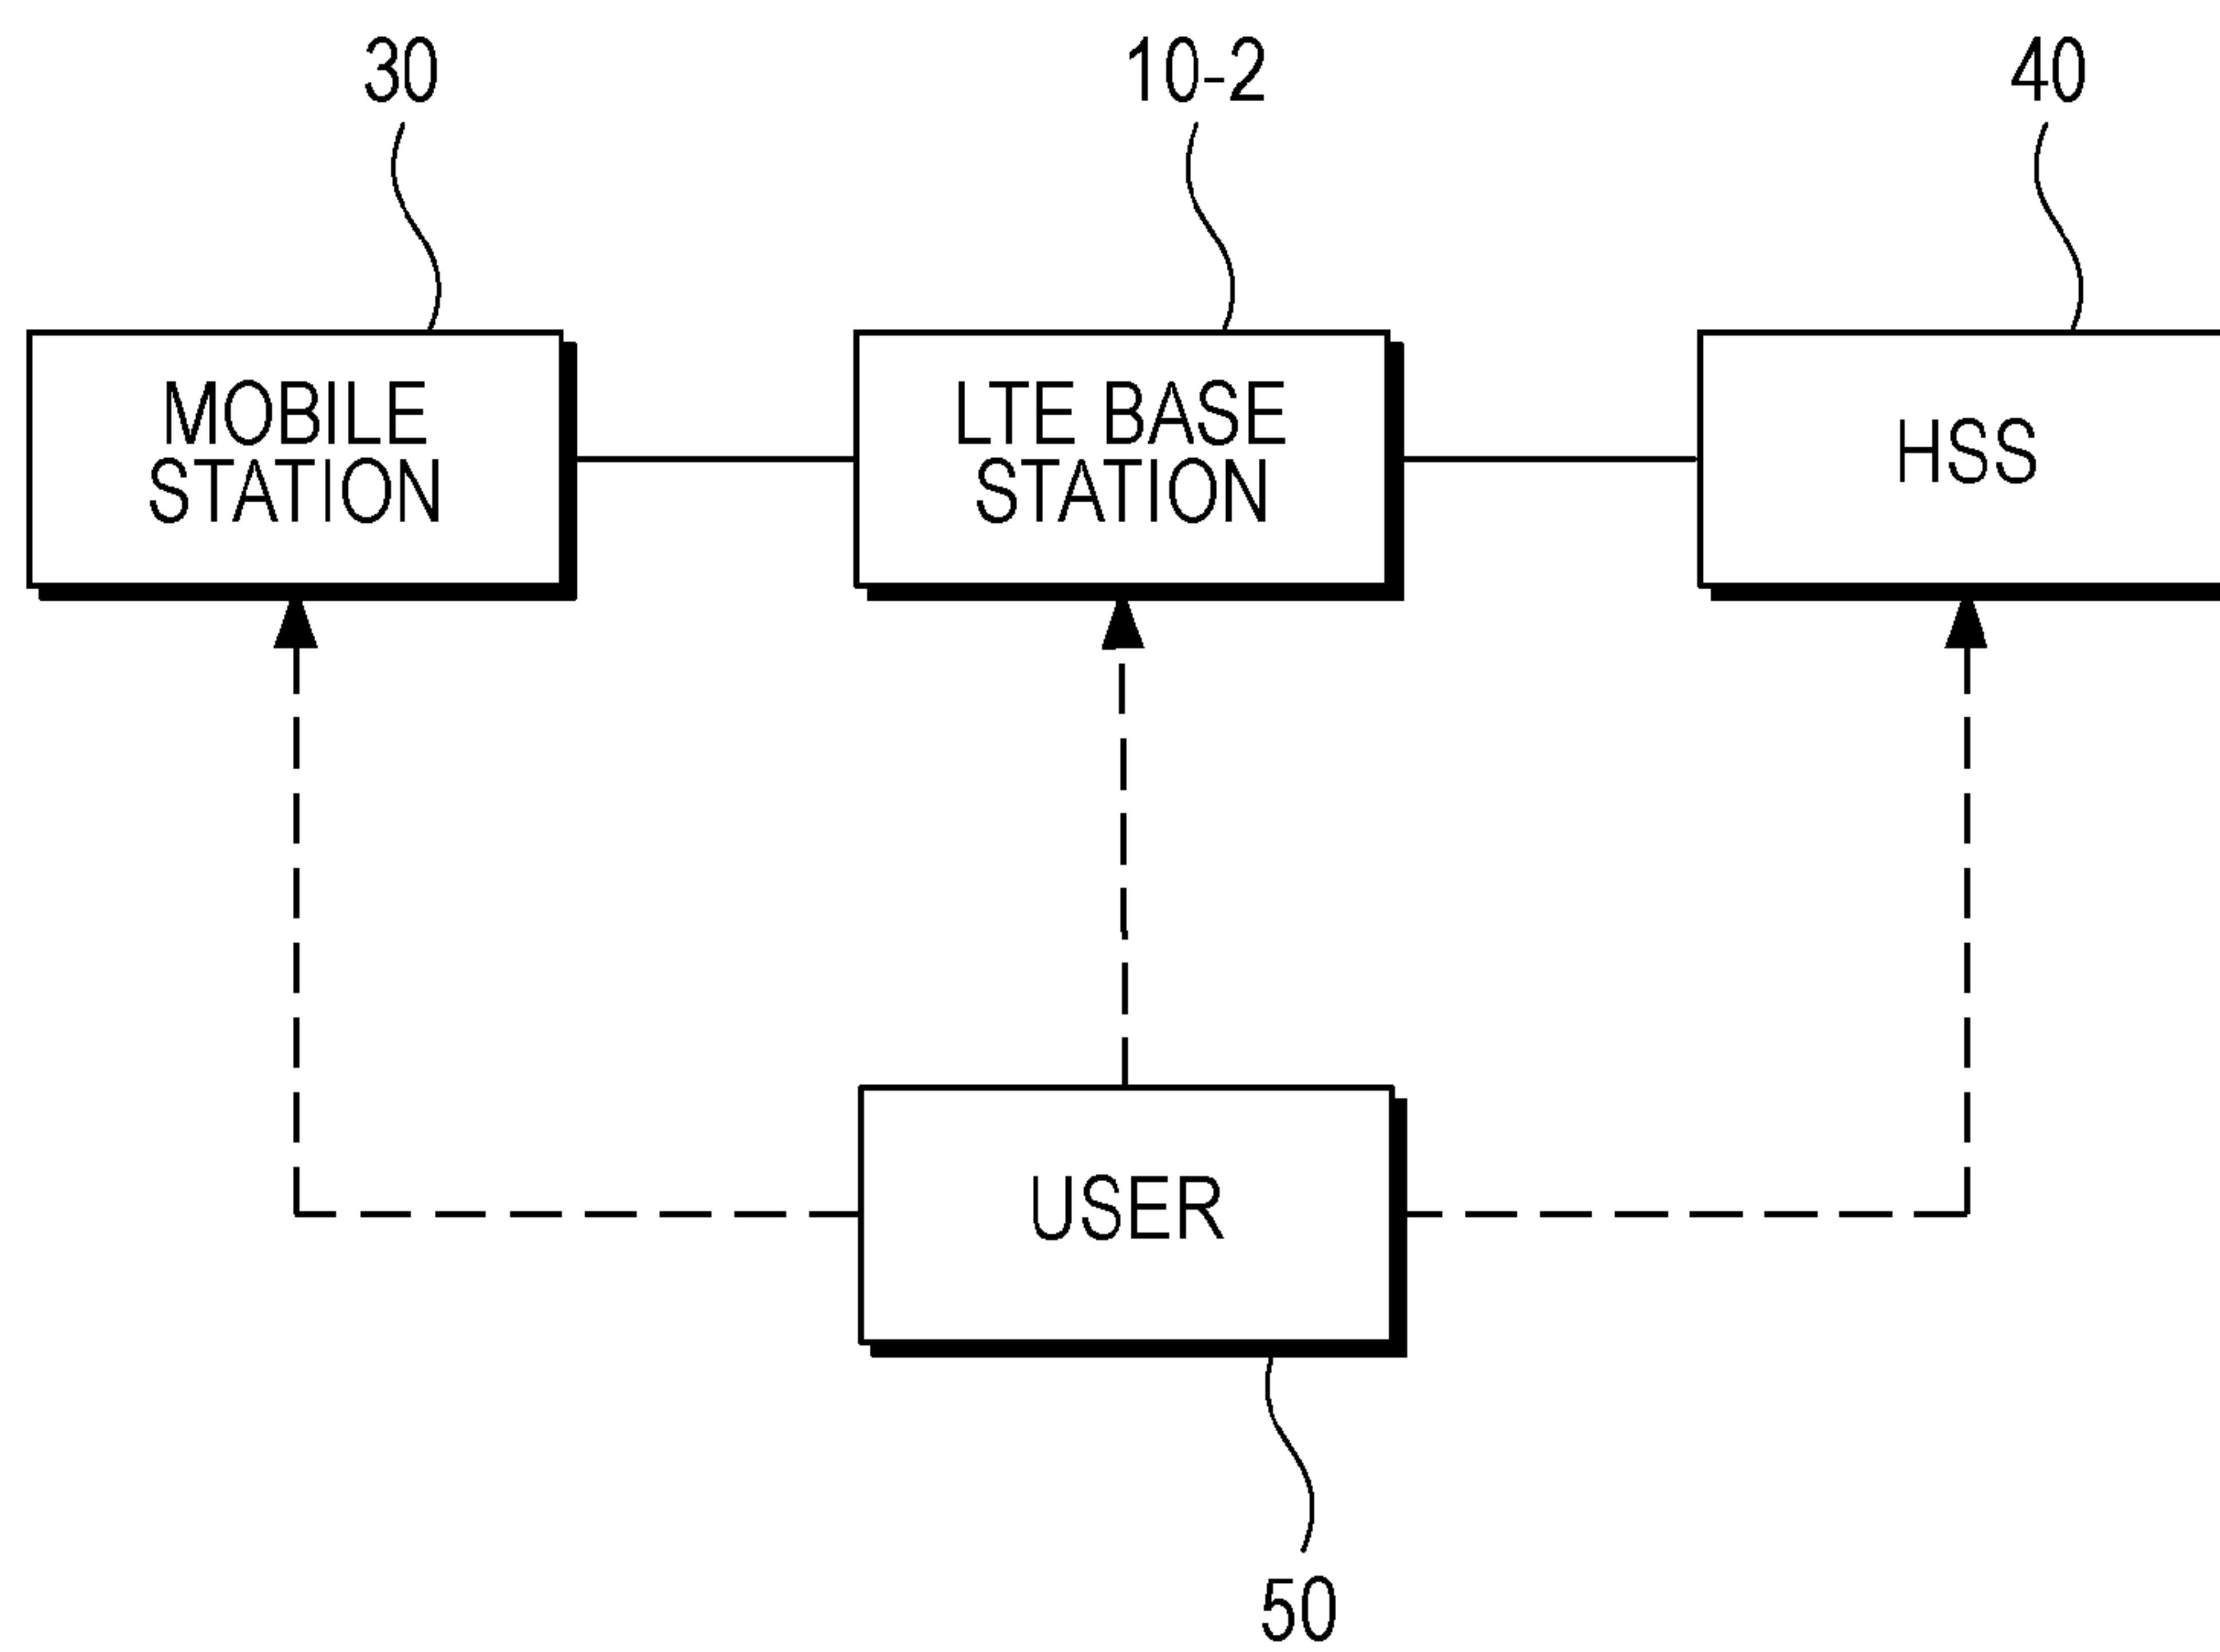 30
10-2
40
MOBILE
STATION
LTE BASE
STATION
HSS
USER
50